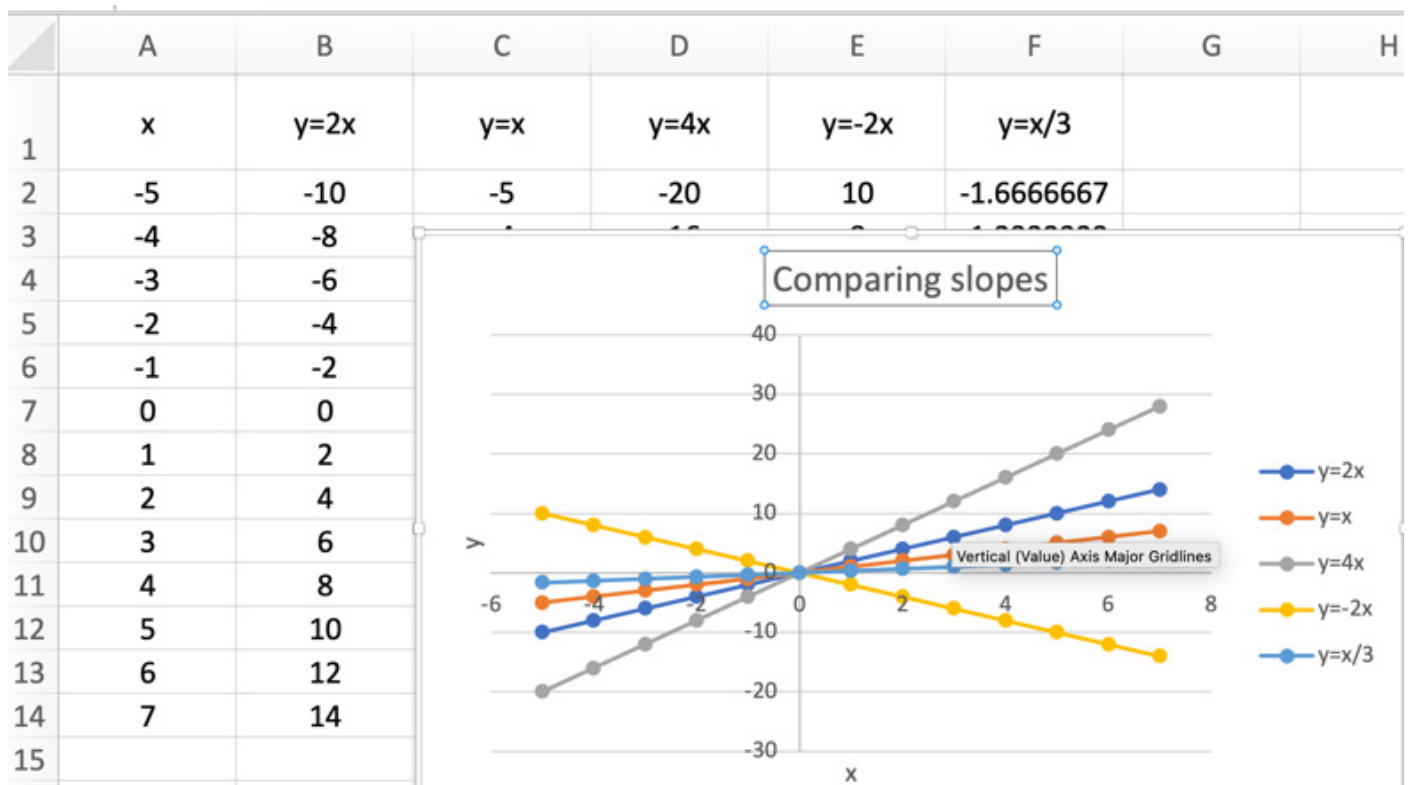 A B C D E F G H
1 x y=2x y=x y=4x y=-2x y=x/3
2 -5 -10 -5 -20 10 -1.6666667
3 -4 -8
4 -3 -6
5 -2 -4
6 -1 -2
7 0 0
8 1 2
9 2 4
10 3 6
11 4 8
12 5 10
13 6 12
14 7 14
15
Comparing slopes
40
30
20
10
0
-10
-20
-30
y
-6 -4 -2 0 2 4 6 8
x
Vertical (Value) Axis Major Gridlines
y=2x
y=x
y=4x
y=-2x
y=x/3